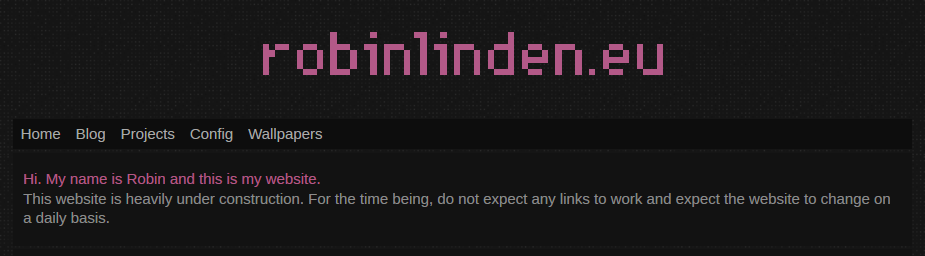 robinlinden.eu
Home Blog Projects Config Wallpapers
Hi. My name is Robin and this is my website.
This website is heavily under construction. For the time being, do not expect any links to work and expect the website to change on
a daily basis.